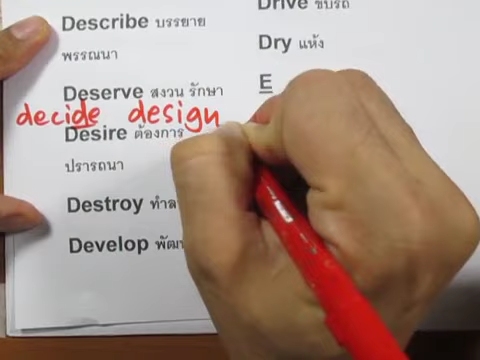 Describe บรรยาย
พรรณนา
Deserve สงวน รักษา
decide design
Desire ต้องการ
ปรารถนา
Destroy
Develop
Drive ขับรถ
Dry แห้ง
E